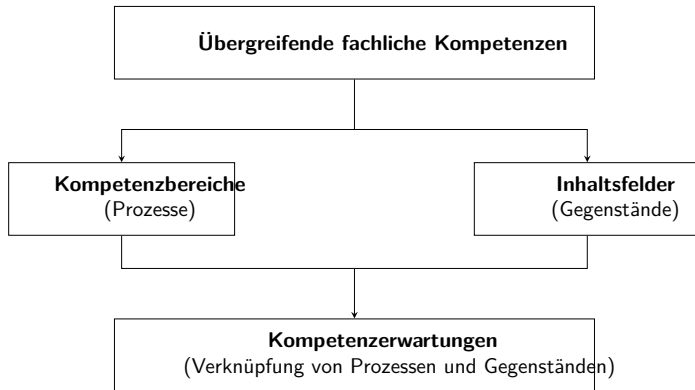 Übergreifende fachliche Kompetenzen
Kompetenzbereiche
(Prozesse)
Inhaltsfelder
(Gegenstände)
Kompetenzerwartungen
(Verknüpfung von Prozessen und Gegenständen)